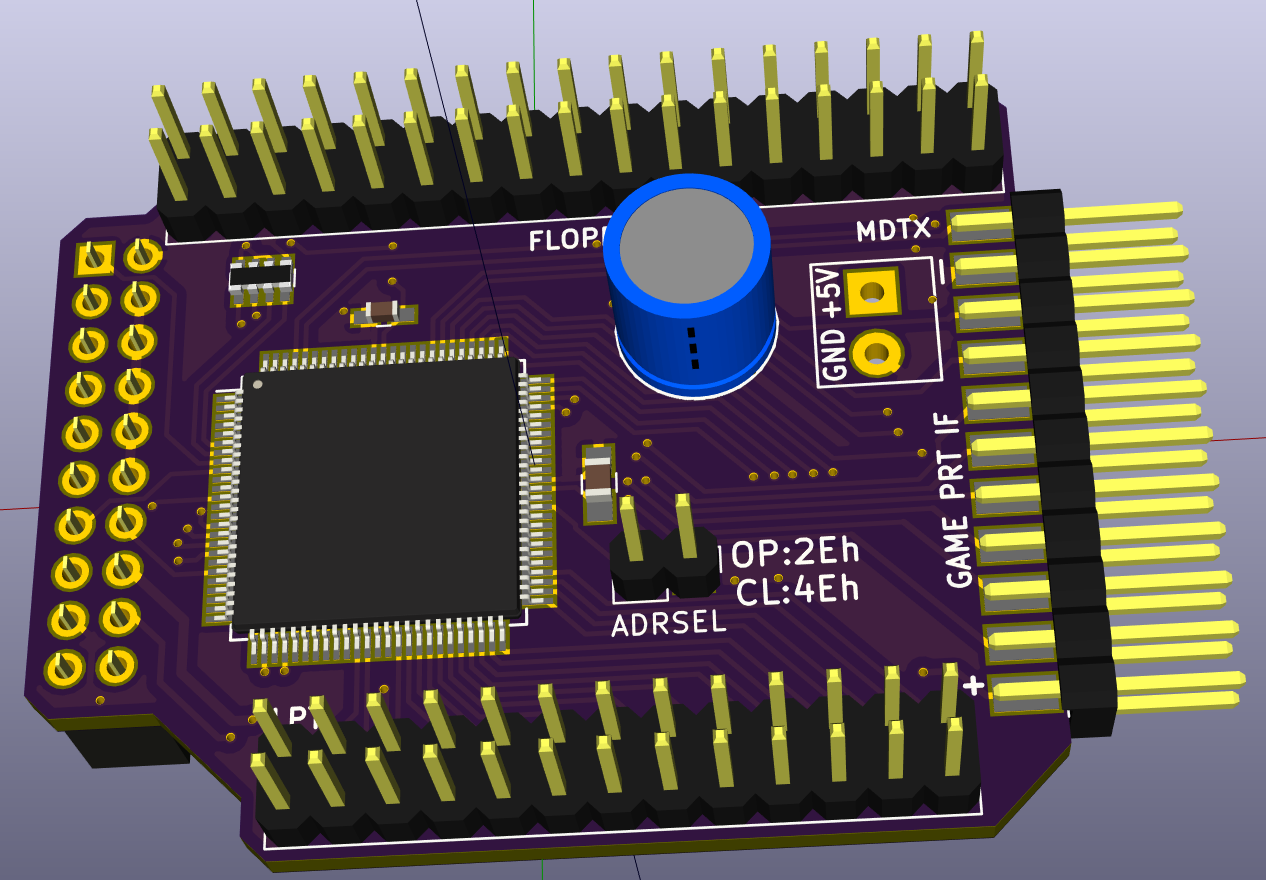 MDTX
+5V
GND
GAME PRT IF
OP:2Eh
CL:4Eh
ADRSEL
+